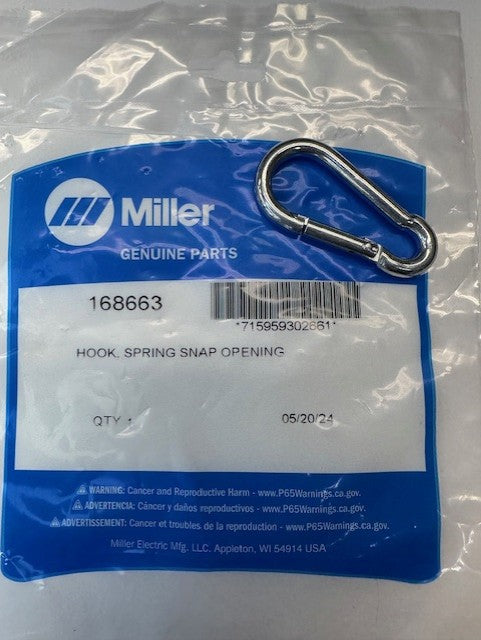 Miller
GENUINE PARTS
168663
*715959302661*
HOOK, SPRING SNAP OPENING
QTY 1
05/20/24
WARNING: Cancer and Reproductive Harm - www.P65Warnings.ca.gov.
ADVERTENCIA: Cáncer y daños reproductivos - www.P65Warnings.ca.gov.
ADVERTISSEMENT: Cancer et troubles de la reproduction - www.P65Warnings.ca.gov.
Miller Electric Mfg. LLC. Appleton, WI 54914 USA